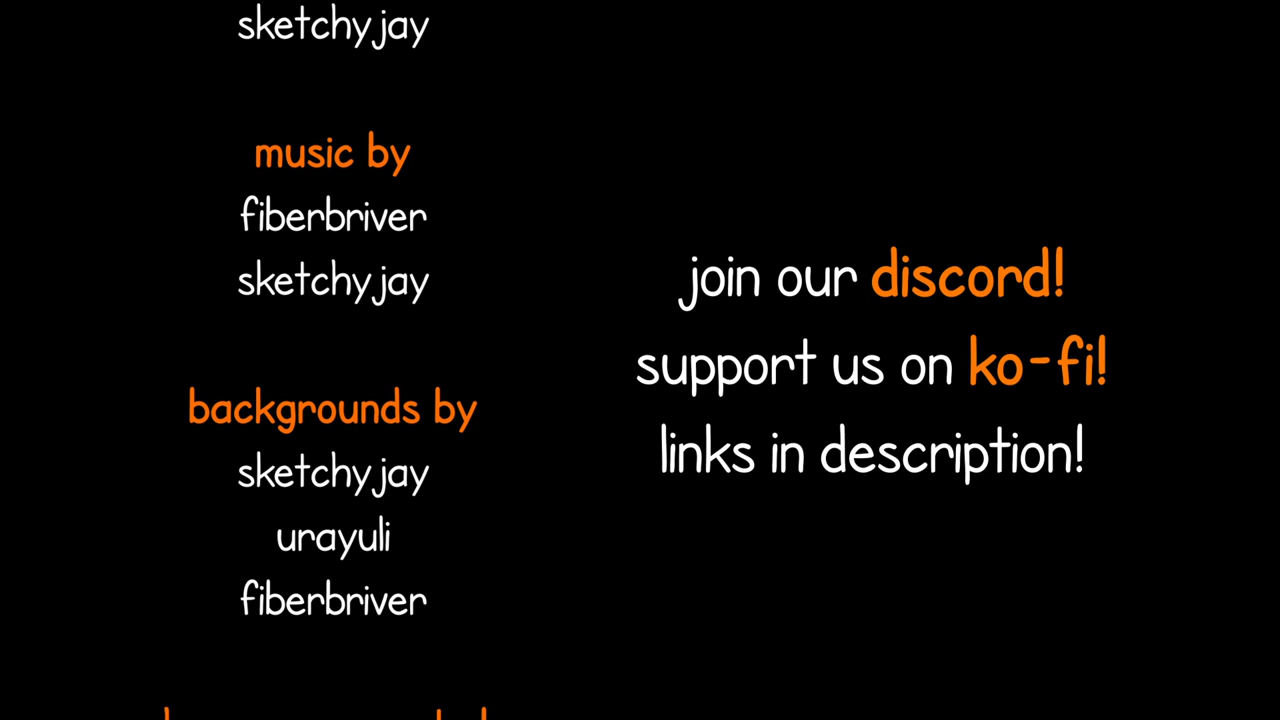 sketchyjay
music by
fiberbriver
sketchyjay
backgrounds by
sketchyjay
urayuli
fiberbriver
join our discord!
support us on ko-fi!
links in description!